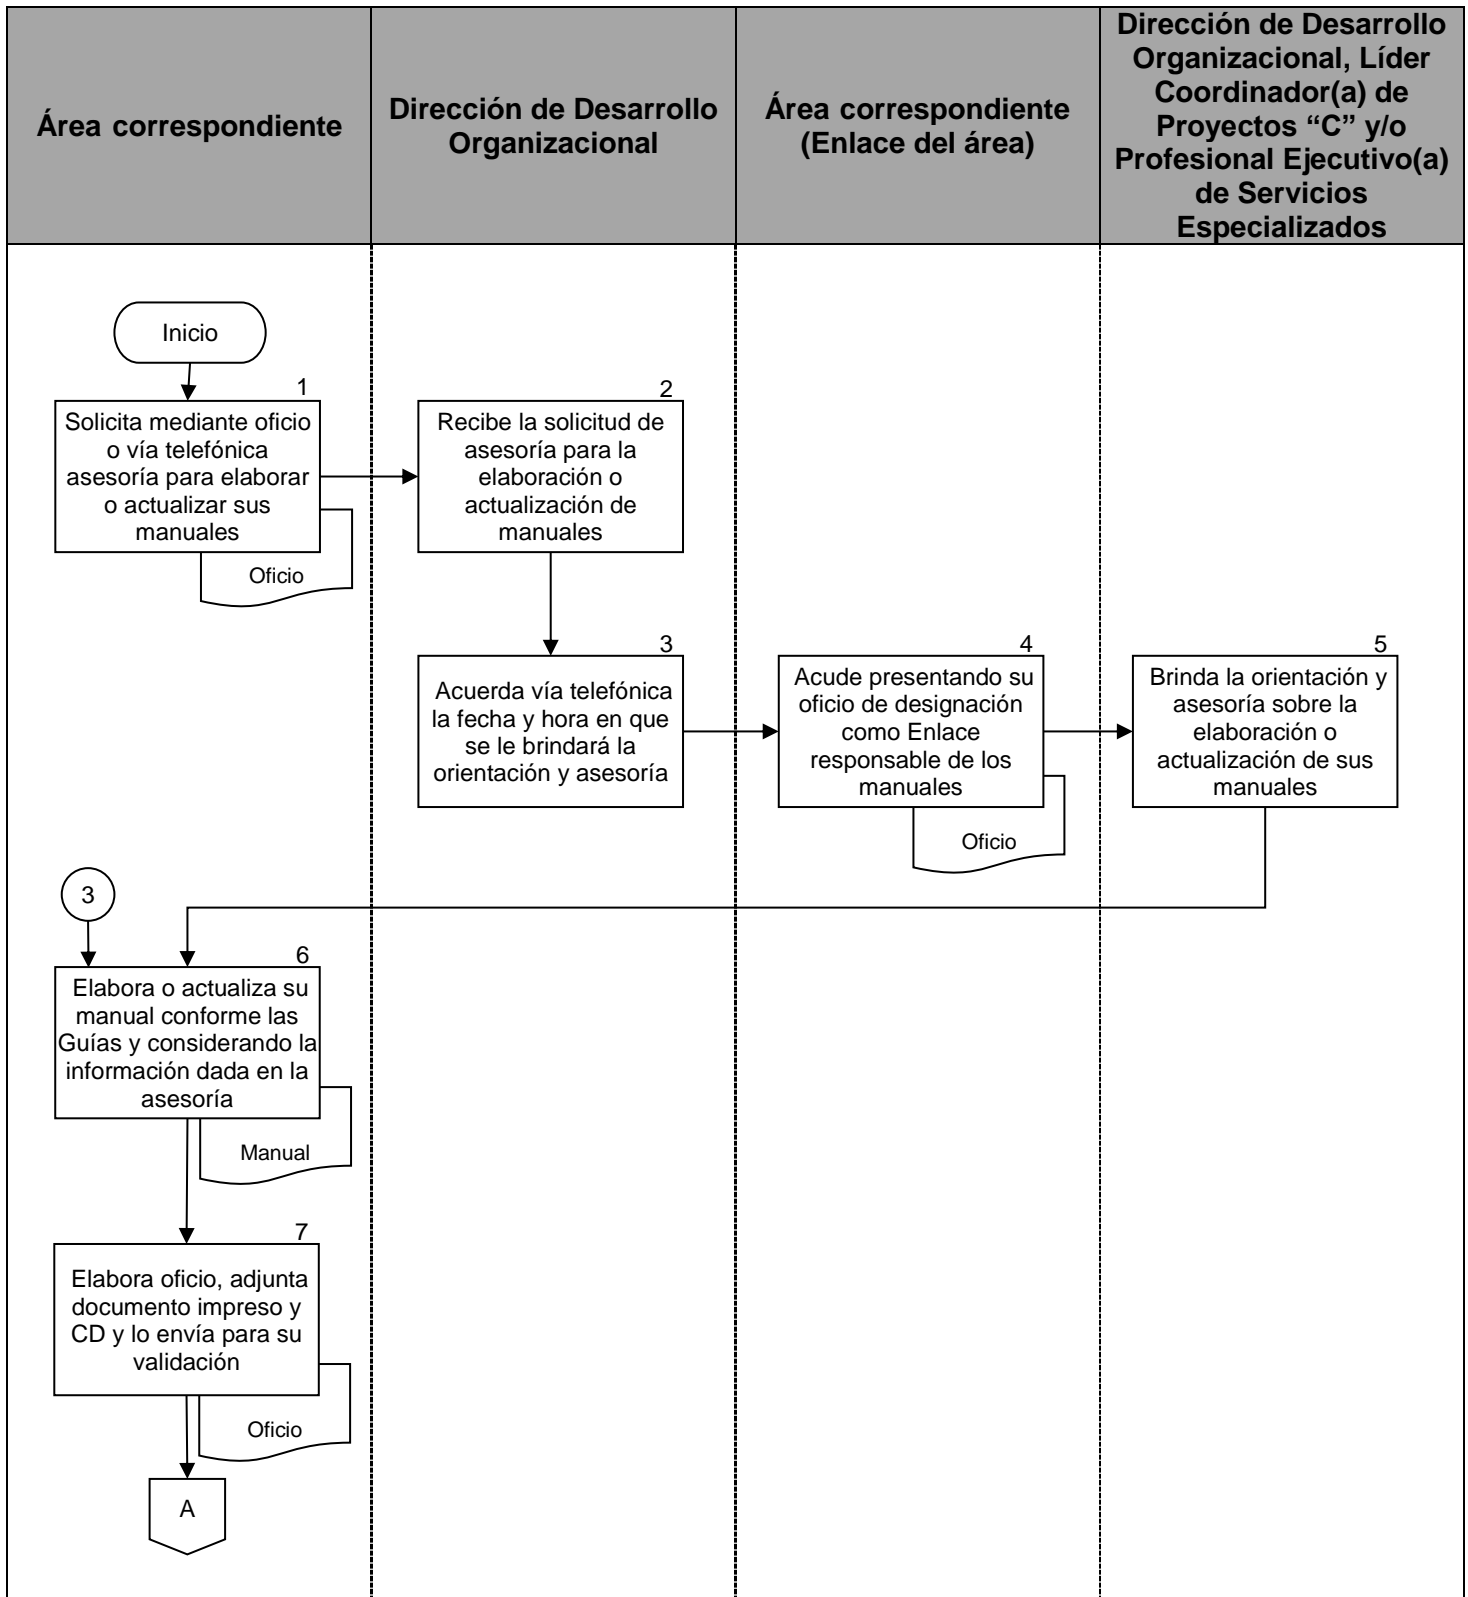 Área correspondiente
Dirección de Desarrollo
Organizacional
Área correspondiente
(Enlace del área)
Dirección de Desarrollo
Organizacional, Líder
Coordinador(a) de
Proyectos “C” y/o
Profesional Ejecutivo(a)
de Servicios
Especializados
Inicio
1
Solicita mediante oficio
o vía telefónica
asesoría para elaborar
o actualizar sus
manuales
Oficio
2
Recibe la solicitud de
asesoría para la
elaboración o
actualización de
manuales
3
Acuerda vía telefónica
la fecha y hora en que
se le brindará la
orientación y asesoría
4
Acude presentando su
oficio de designación
como Enlace
responsable de los
manuales
Oficio
5
Brinda la orientación y
asesoría sobre la
elaboración o
actualización de sus
manuales
3
6
Elabora o actualiza su
manual conforme las
Guías y considerando la
información dada en la
asesoría
Manual
7
Elabora oficio, adjunta
documento impreso y
CD y lo envía para su
validación
Oficio
A